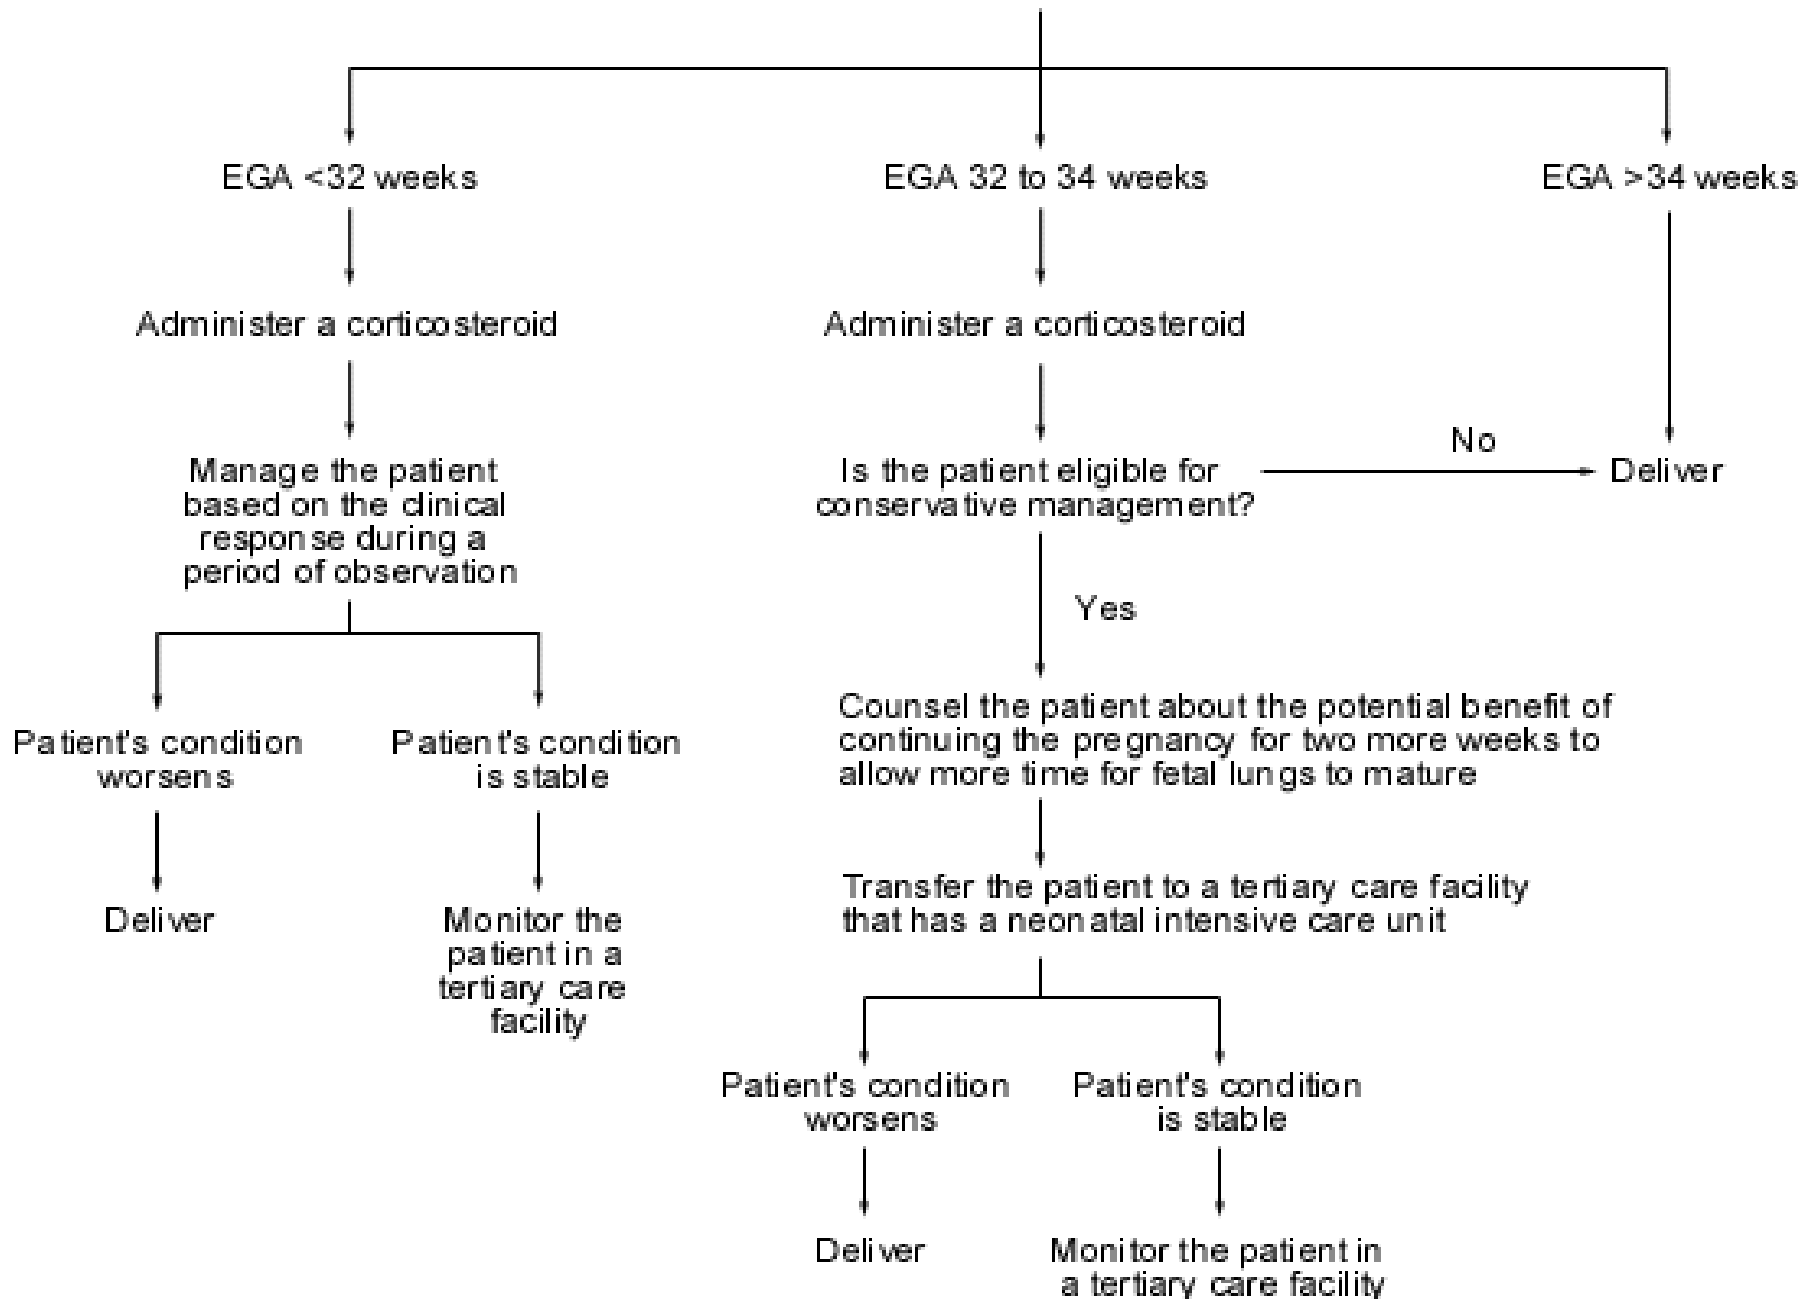 EGA <32 weeks
EGA 32 to 34 weeks
EGA >34 weeks
Administer a corticosteroid
Administer a corticosteroid
Manage the patient
based on the clinical
response during a
period of observation
Is the patient eligible for
conservative management?
No
Deliver
Yes
Patient's condition
worsens
Patient's condition
is stable
Counsel the patient about the potential benefit of
continuing the pregnancy for two more weeks to
allow more time for fetal lungs to mature
Deliver
Monitor the
patient in a
tertiary care
facility
Transfer the patient to a tertiary care facility
that has a neonatal intensive care unit
Patient's condition
worsens
Patient's condition
is stable
Deliver
Monitor the patient in
a tertiary care facility